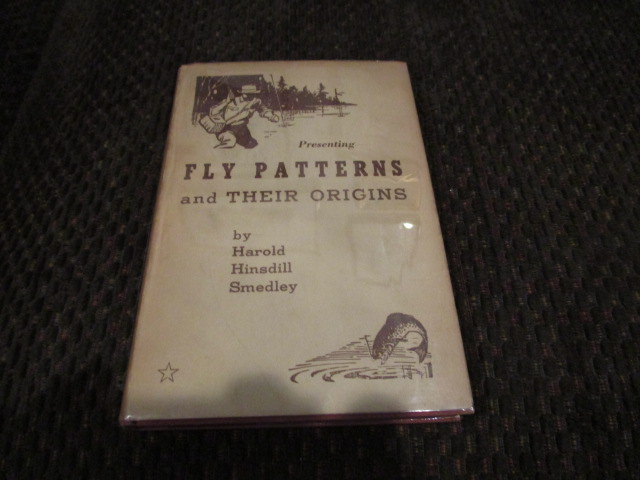 Presenting
FLY PATTERNS
and THEIR ORIGINS
by
Harold
Hinsdill
Smedley